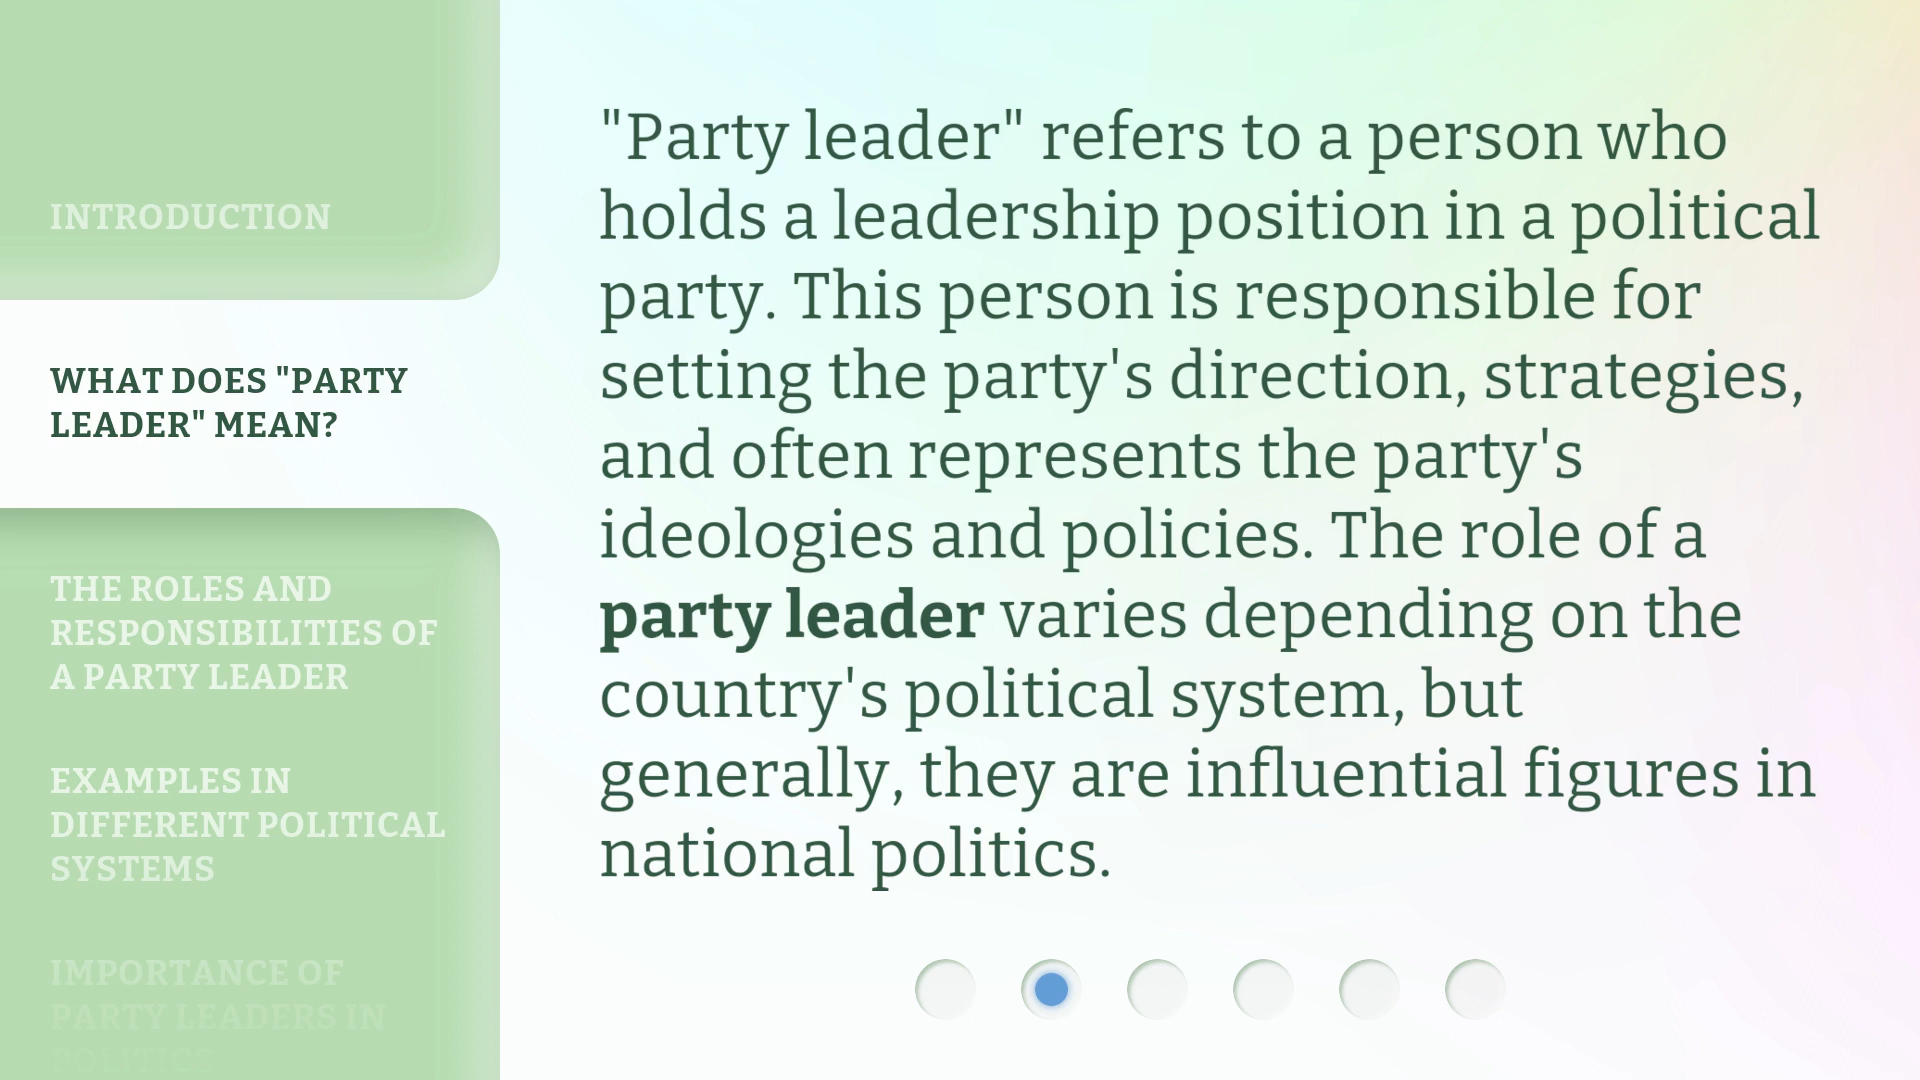 INTRODUCTION
WHAT DOES "PARTY
LEADER" MEAN?
THE ROLES AND
RESPONSIBILITIES OF
A PARTY LEADER
EXAMPLES IN
DIFFERENT POLITICAL
SYSTEMS
IMPORTANCE OF
PARTY LEADERS IN
POLITICS
"Party leader" refers to a person who
holds a leadership position in a political
party. This person is responsible for
setting the party's direction, strategies,
and often represents the party's
ideologies and policies. The role of a
party leader varies depending on the
country's political system, but
generally, they are influential figures in
national politics.